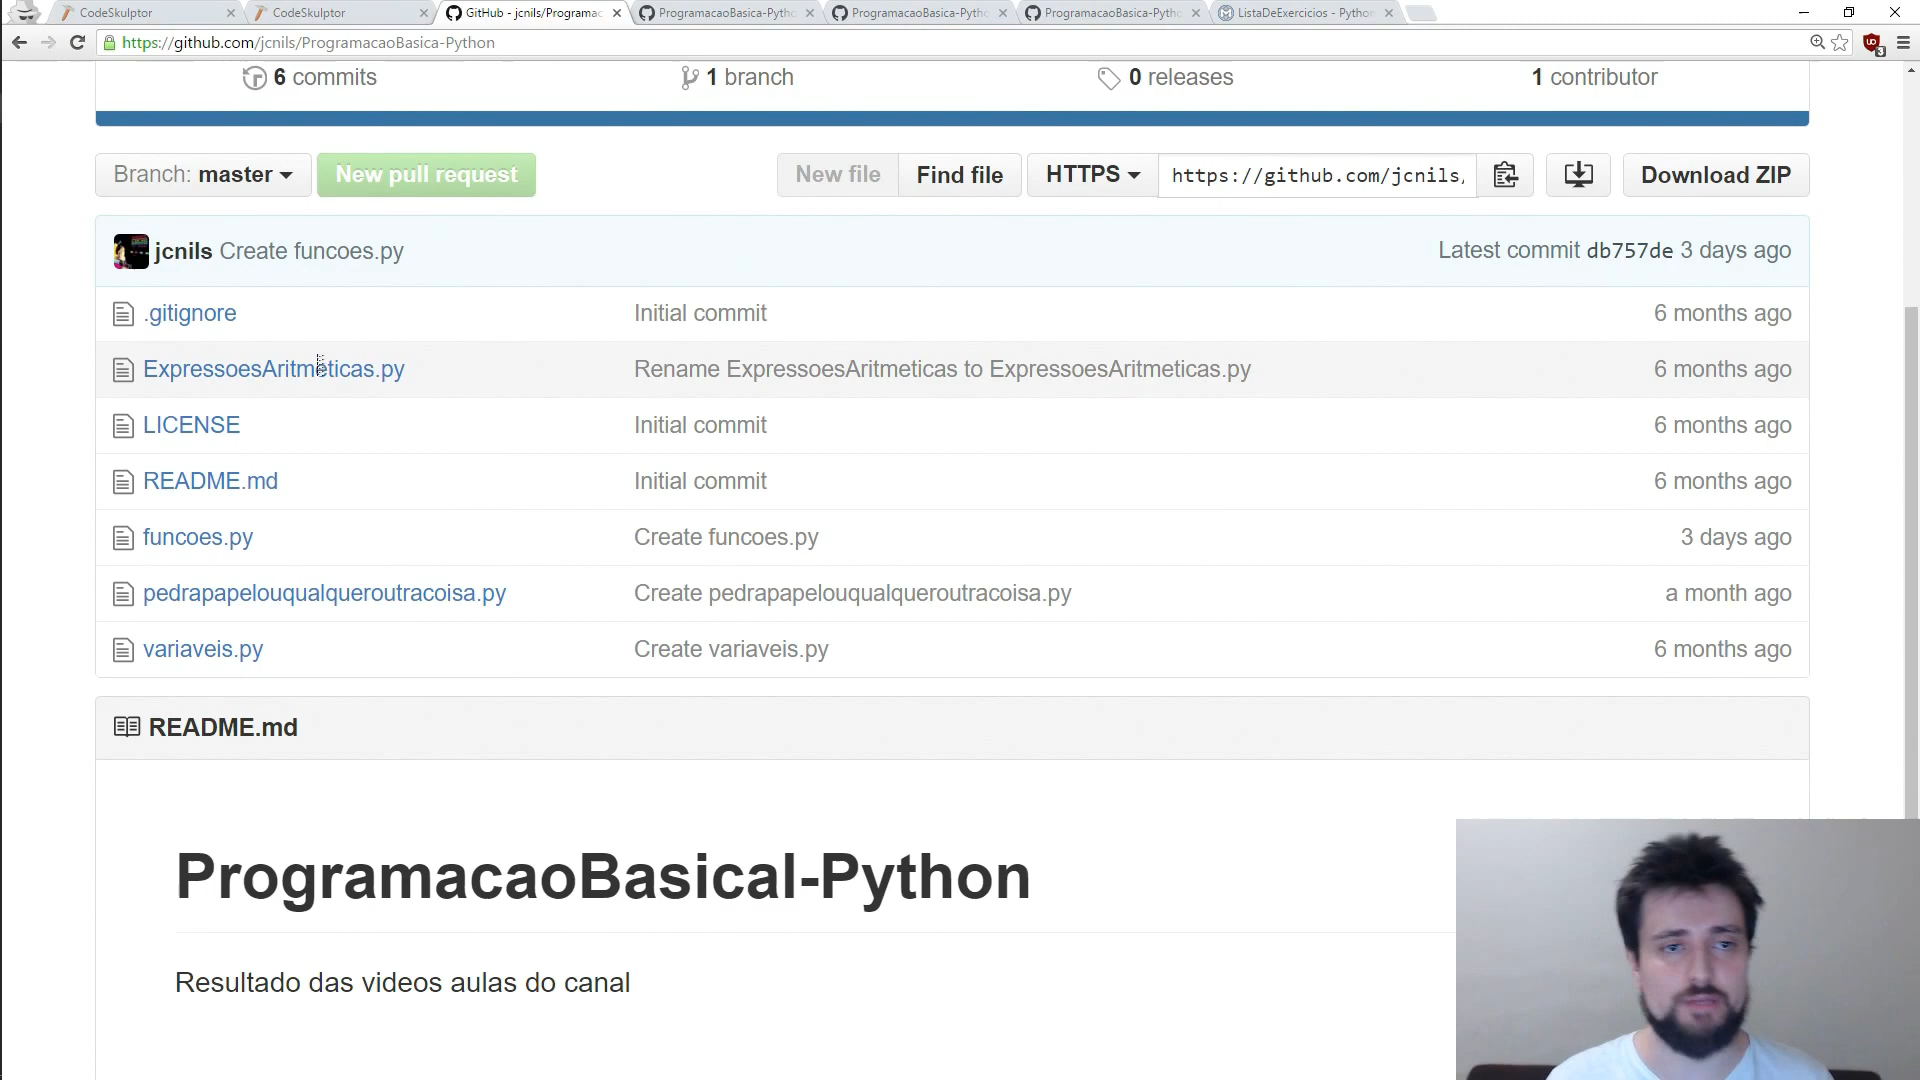 CodeSkulptor
CodeSkulptor
GitHub - jcnils/Programac
ProgramacaoBasica-Pytho
ProgramacaoBasica-Pytho
ProgramacaoBasica-Pytho
ListaDeExercicios - Python
https://github.com/jcnils/ProgramacaoBasica-Python
6 commits
1 branch
0 releases
1 contributor
Branch: master
New pull request
New file
Find file
HTTPS
https://github.com/jcnils,
Download ZIP
jcnils Create funcoes.py
Latest commit db757de 3 days ago
.gitignore Initial commit 6 months ago
ExpressoesAritmeticas.py Rename ExpressoesAritmeticas to ExpressoesAritmeticas.py 6 months ago
LICENSE Initial commit 6 months ago
README.md Initial commit 6 months ago
funcoes.py Create funcoes.py 3 days ago
pedrapapelouqualqueroutracoisa.py Create pedrapapelouqualqueroutracoisa.py a month ago
variaveis.py Create variaveis.py 6 months ago
README.md
ProgramacaoBasicaI-Python
Resultado das videos aulas do canal